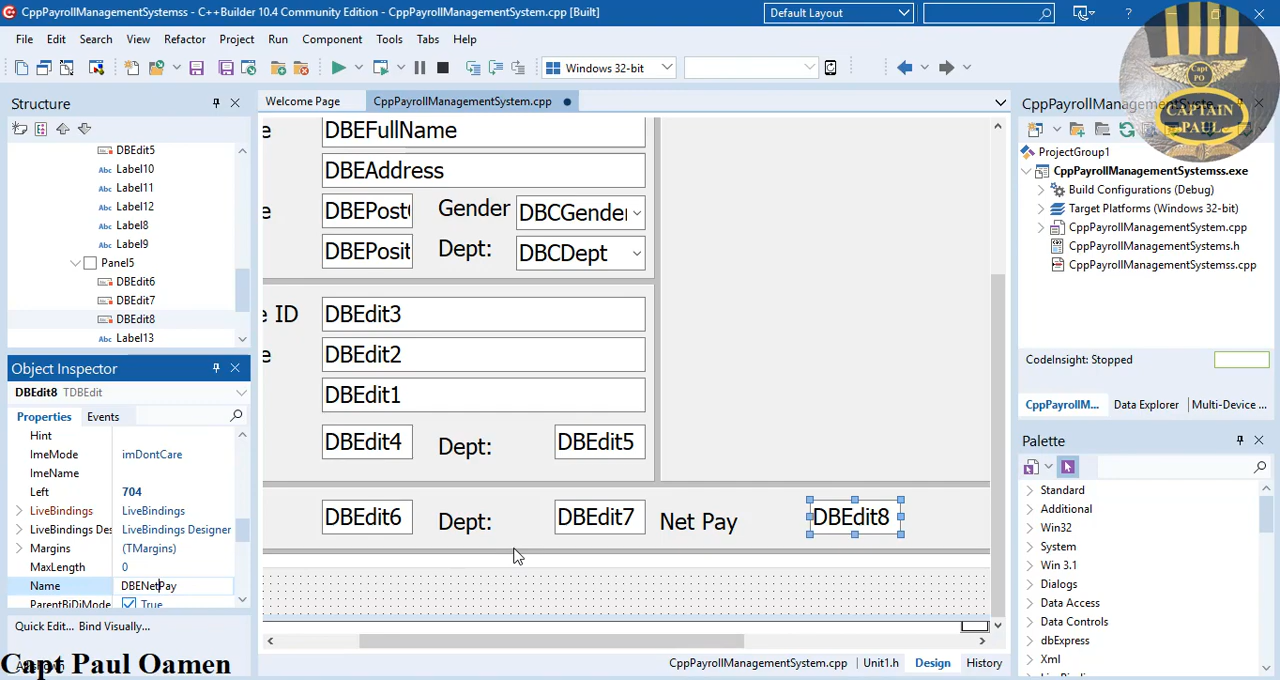 CppPayrollManagementSystemss - C++Builder 10.4 Community Edition - CppPayrollManagementSystem.cpp [Built]
Default Layout
File Edit Search View Refactor Project Run Component Tools Tabs Help
Windows 32-bit
Capt
PO
CAPTAIN
PAUL
Structure
DBEdit5
Label10
Label11
Label12
Label8
Label9
Panel5
DBEdit6
DBEdit7
DBEdit8
Label13
Object Inspector
DBEdit8 TDBEdit
Properties Events
Hint
ImeMode imDontCare
ImeName
Left 704
LiveBindings LiveBindings
LiveBindings Des LiveBindings Designer
Margins (TMargins)
MaxLength 0
Name DBENetPay
ParentBiDiMode True
Quick Edit... Bind Visually...
Capt Paul Oamen
Welcome Page CppPayrollManagementSystem.cpp
e DBEFullName
DBEAddress
e DBEPost Gender DBCGender
DBEPosit Dept: DBCDept
e ID DBEdit3
e DBEdit2
DBEdit1
DBEdit4 Dept: DBEdit5
DBEdit6 Dept: DBEdit7 Net Pay DBEdit8
CppPayrollManagementSystem.cpp Unit1.h Design History
CppPayrollManagementSyste
ProjectGroup1
CppPayrollManagementSystemss.exe
Build Configurations (Debug)
Target Platforms (Windows 32-bit)
CppPayrollManagementSystem.cpp
CppPayrollManagementSystems.h
CppPayrollManagementSystemss.cpp
CodeInsight: Stopped
CppPayrollM... Data Explorer Multi-Device ...
Palette
Standard
Additional
Win32
System
Win 3.1
Dialogs
Data Access
Data Controls
dbExpress
Xml